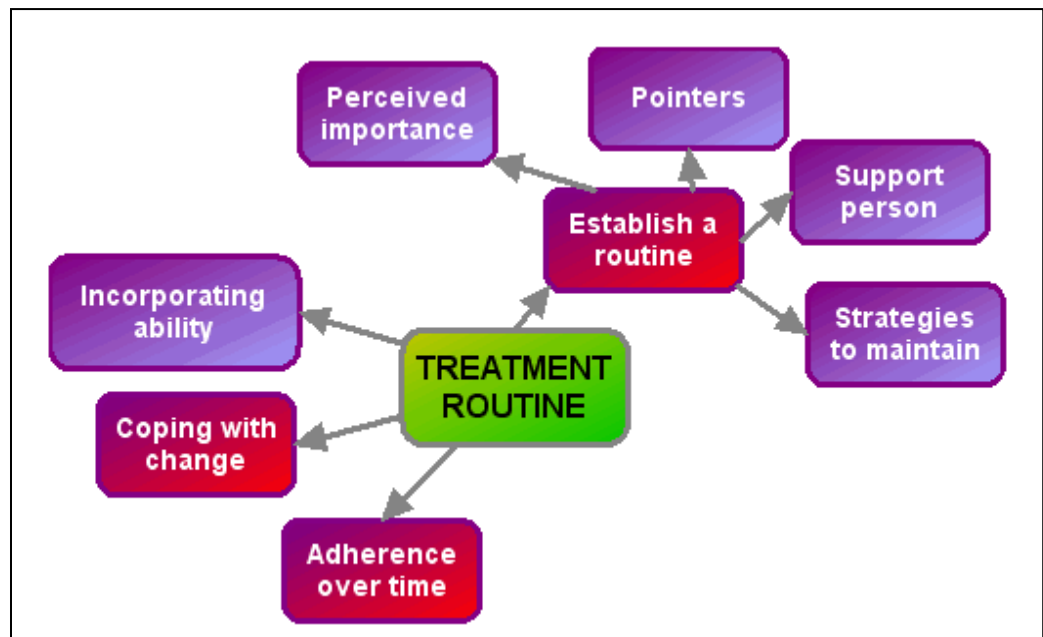 Perceived
importance
Pointers
Support
person
Establish a
routine
Incorporating
ability
Strategies
to maintain
TREATMENT
ROUTINE
Coping with
change
Adherence
over time